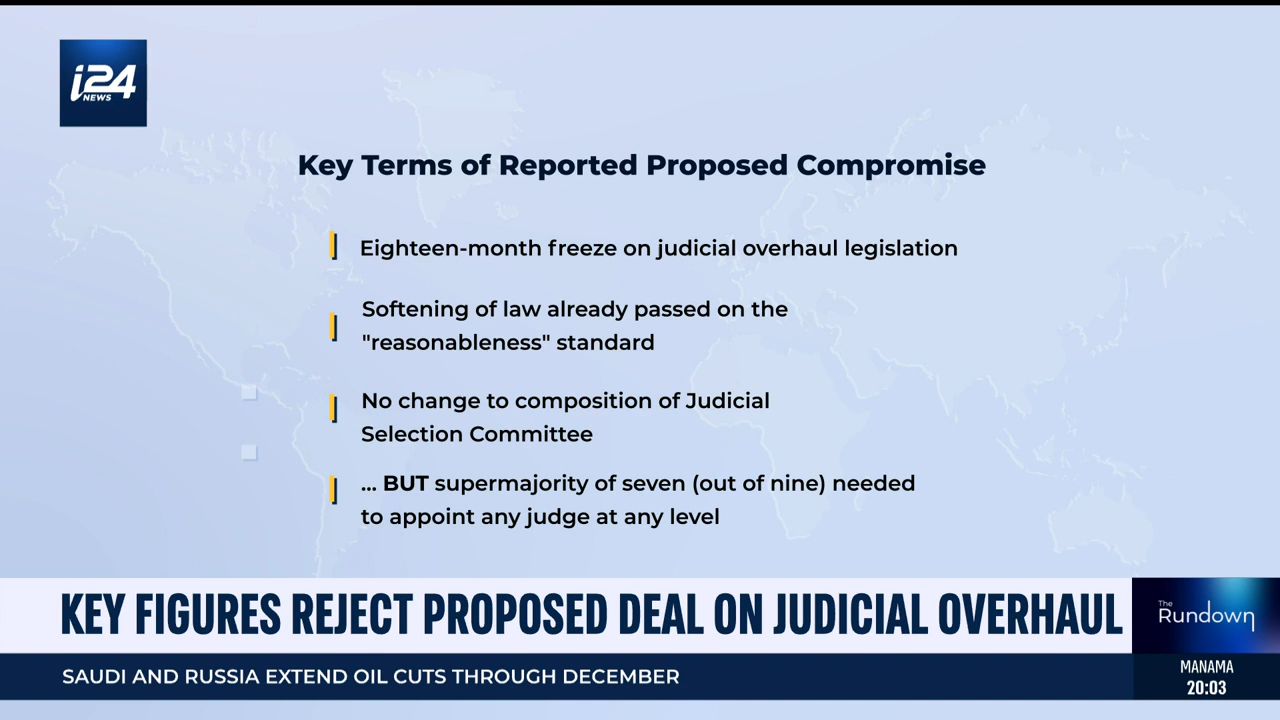 i24
NEWS
Key Terms of Reported Proposed Compromise
Eighteen-month freeze on judicial overhaul legislation
Softening of law already passed on the
"reasonableness" standard
No change to composition of Judicial
Selection Committee
... BUT supermajority of seven (out of nine) needed
to appoint any judge at any level
KEY FIGURES REJECT PROPOSED DEAL ON JUDICIAL OVERHAUL
The
Rundown
SAUDI AND RUSSIA EXTEND OIL CUTS THROUGH DECEMBER
MANAMA
20:03